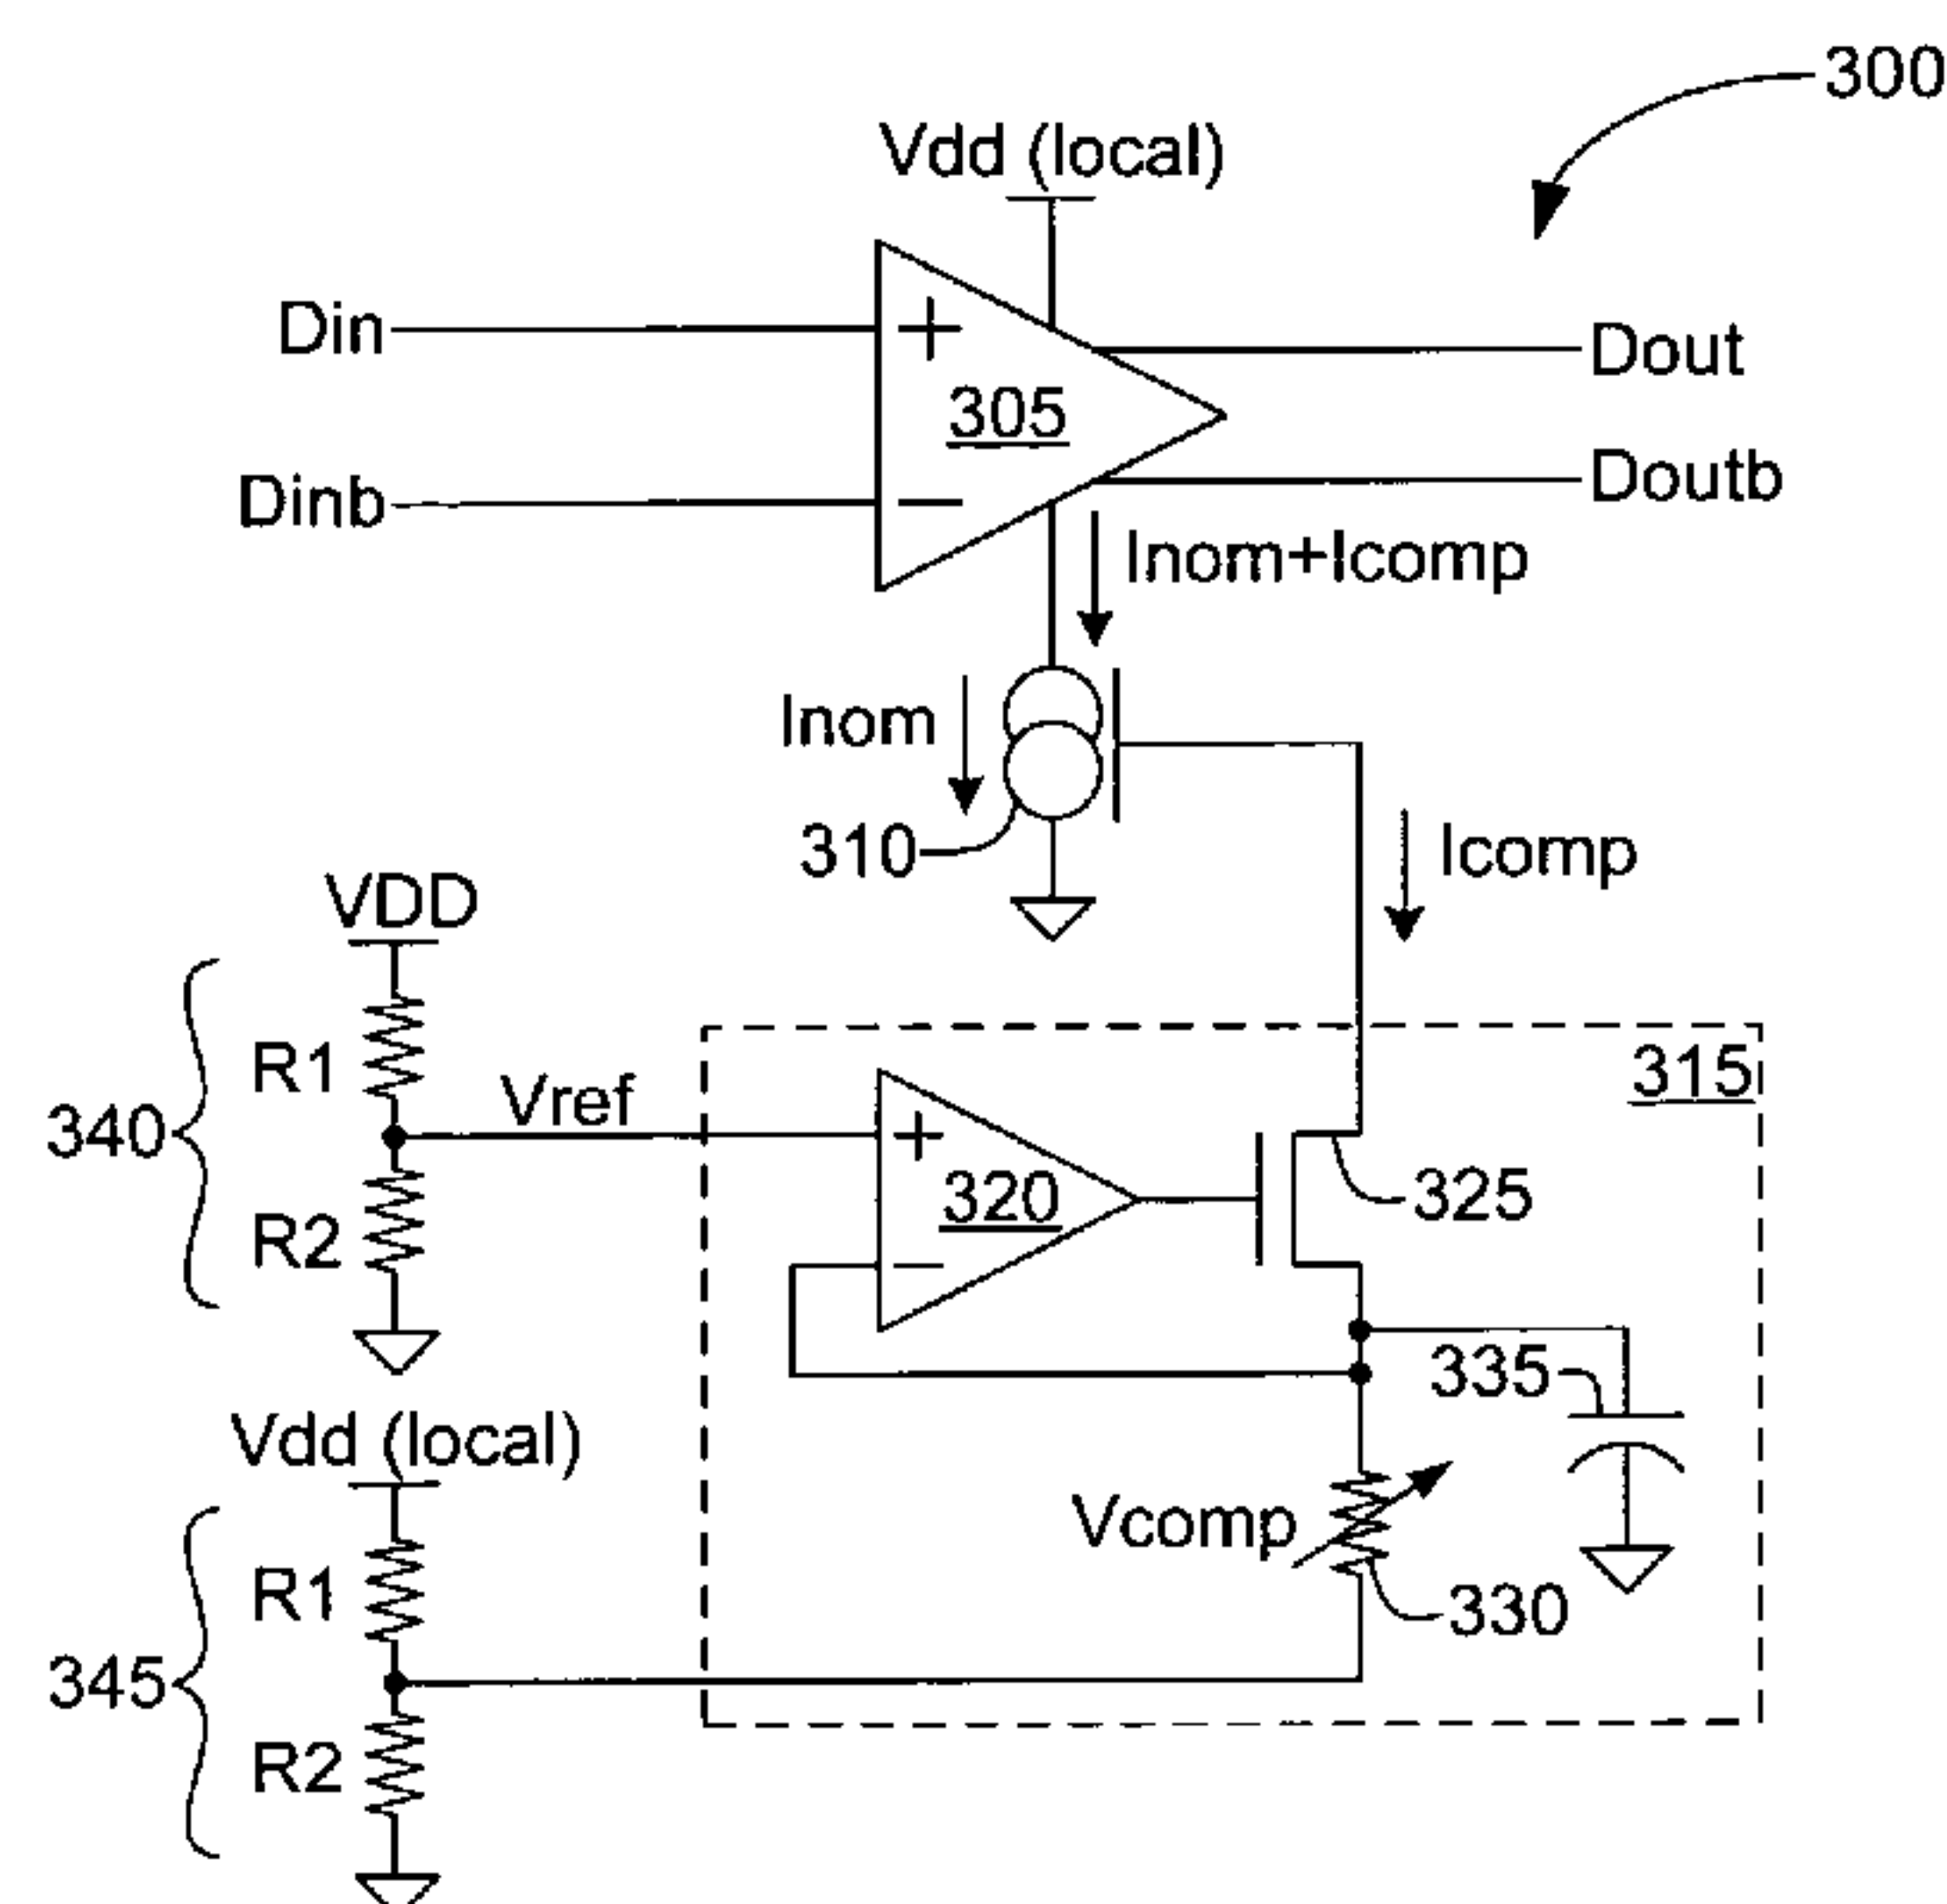 300
Vdd (local)
Din
+
305
Dout
Dinb
−
Doutb
Inom+Icomp
Inom
310
Icomp
VDD
R1
340
Vref
R2
+
320
−
315
325
335
Vdd (local)
Vcomp
R1
330
345
R2